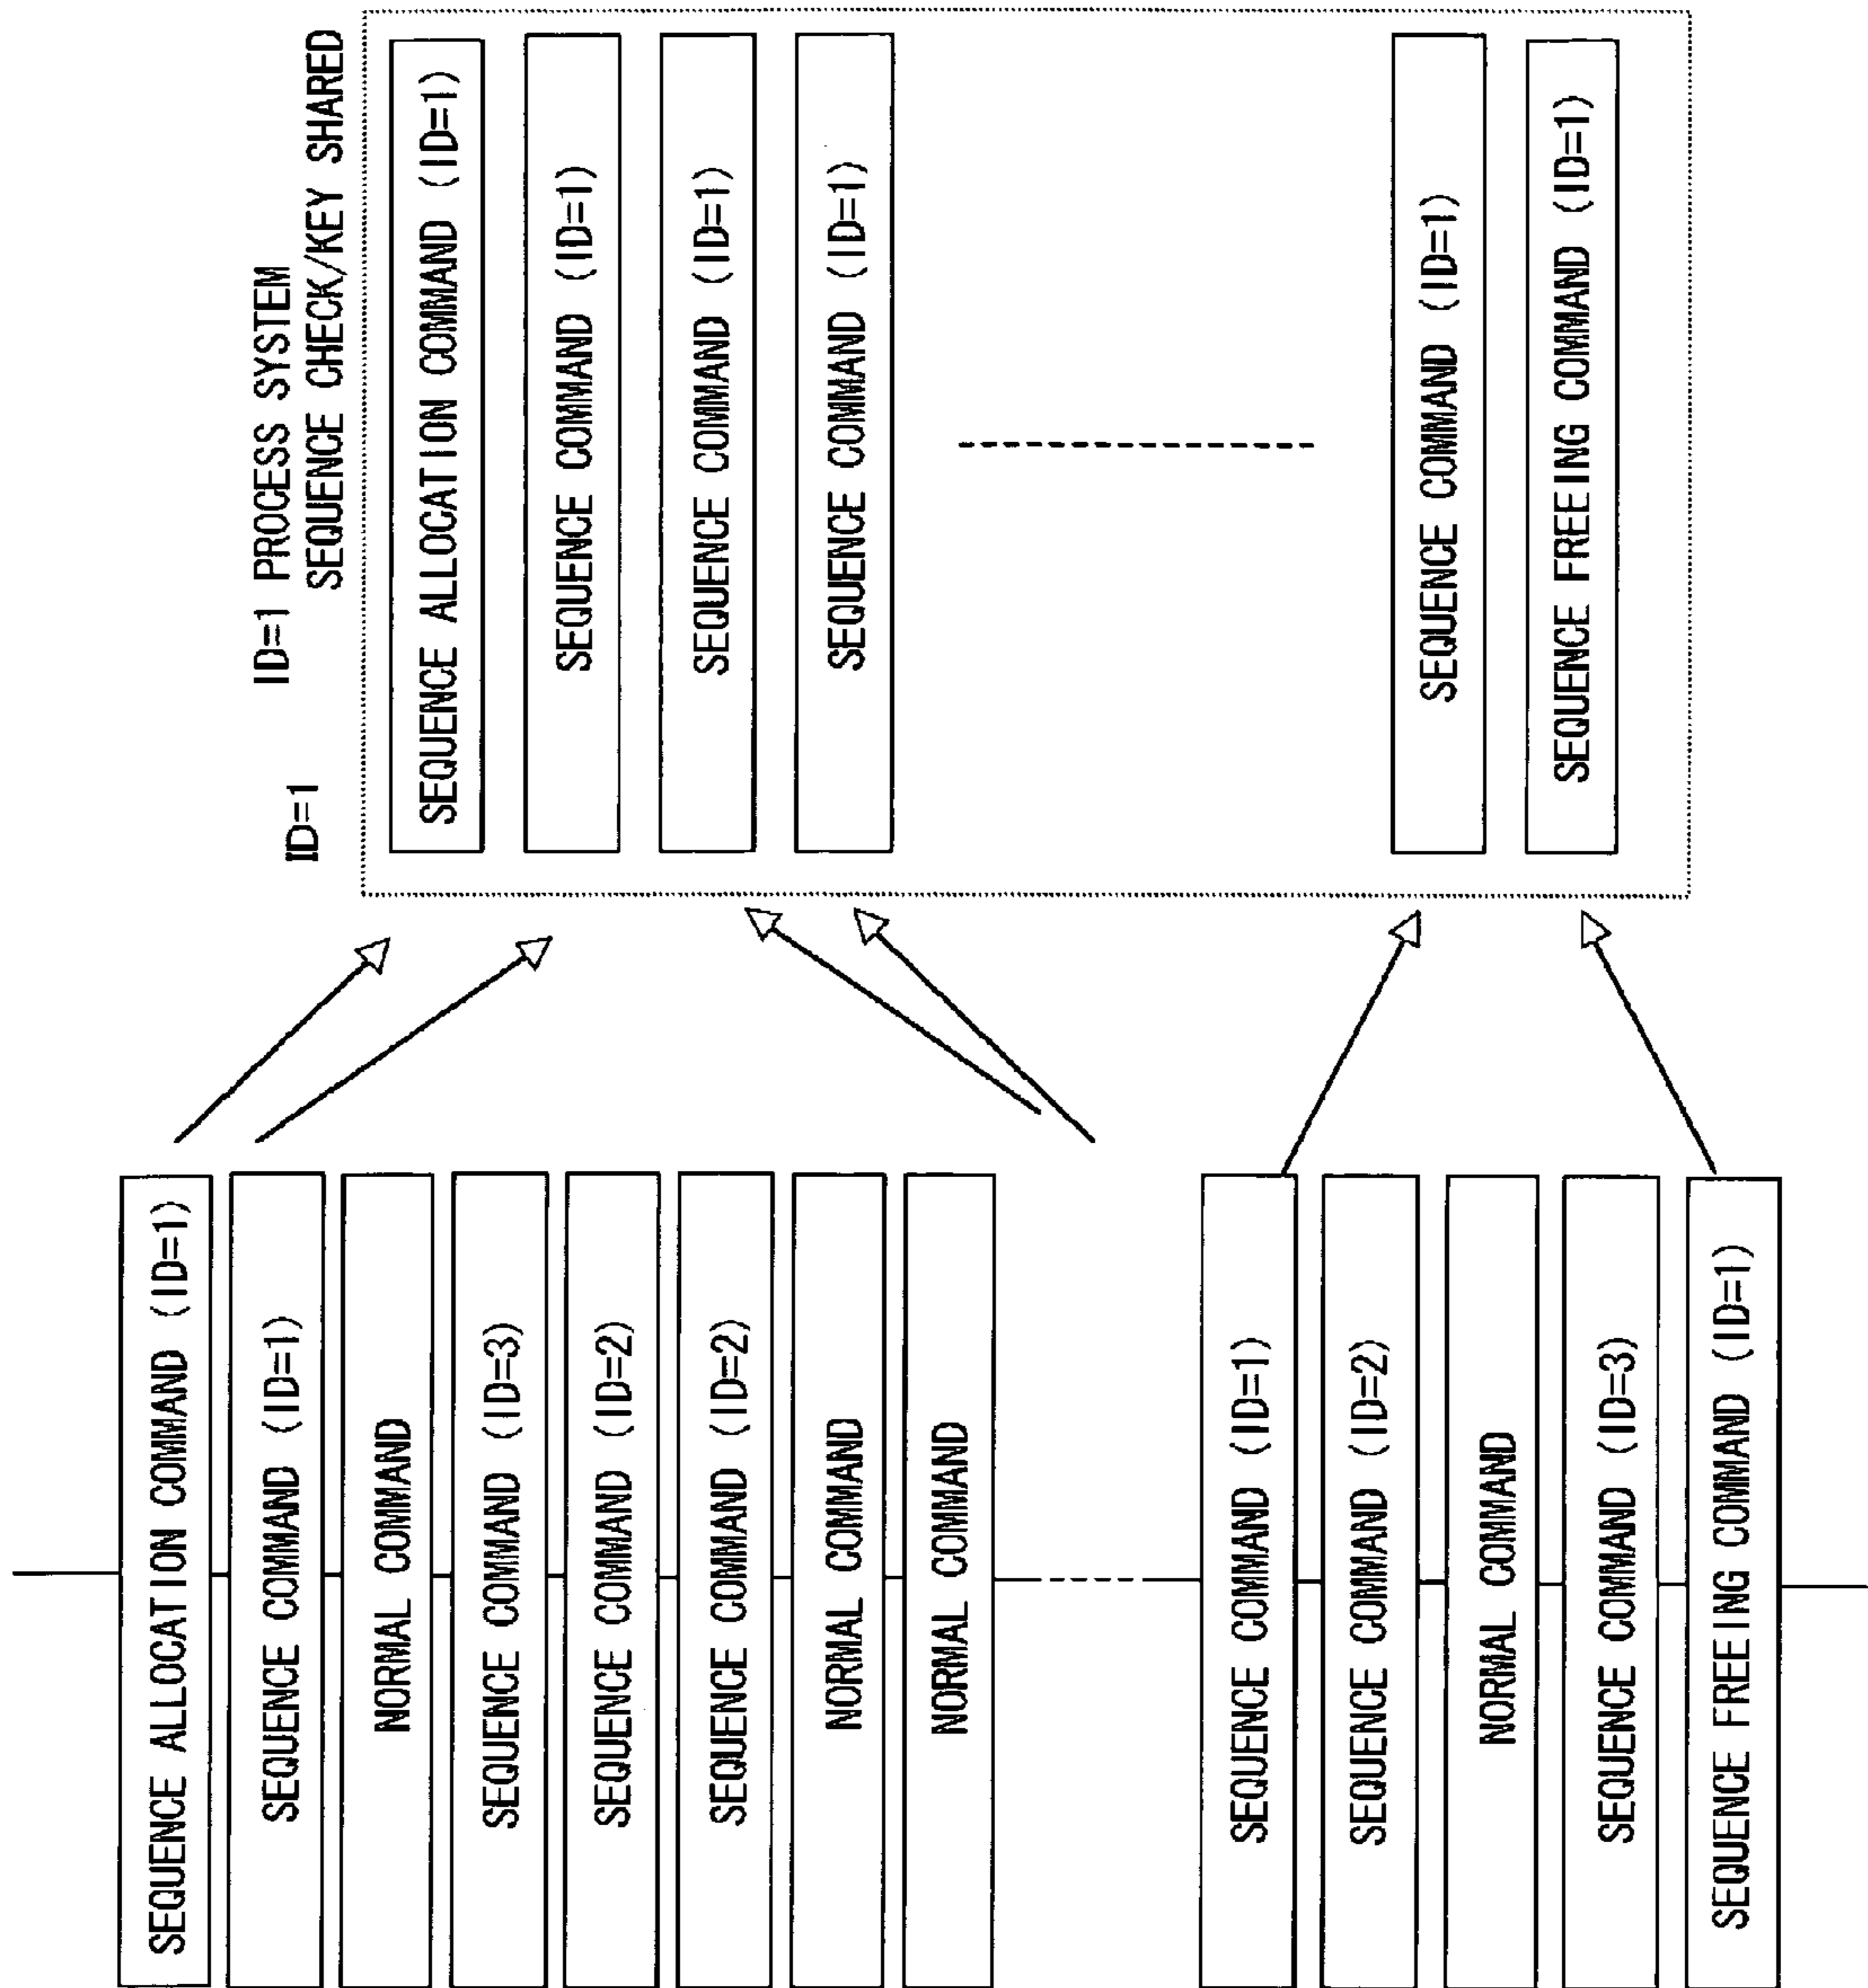 SEQUENCE ALLOCATION COMMAND (ID=1)
SEQUENCE COMMAND (ID=1)
NORMAL COMMAND
SEQUENCE COMMAND (ID=3)
SEQUENCE COMMAND (ID=2)
SEQUENCE COMMAND (ID=2)
NORMAL COMMAND
NORMAL COMMAND
SEQUENCE COMMAND (ID=1)
SEQUENCE COMMAND (ID=2)
NORMAL COMMAND
SEQUENCE COMMAND (ID=3)
SEQUENCE FREEING COMMAND (ID=1)
ID=1
ID=1 PROCESS SYSTEM
SEQUENCE CHECK/KEY SHARED
SEQUENCE ALLOCATION COMMAND (ID=1)
SEQUENCE COMMAND (ID=1)
SEQUENCE COMMAND (ID=1)
SEQUENCE COMMAND (ID=1)
SEQUENCE COMMAND (ID=1)
SEQUENCE FREEING COMMAND (ID=1)